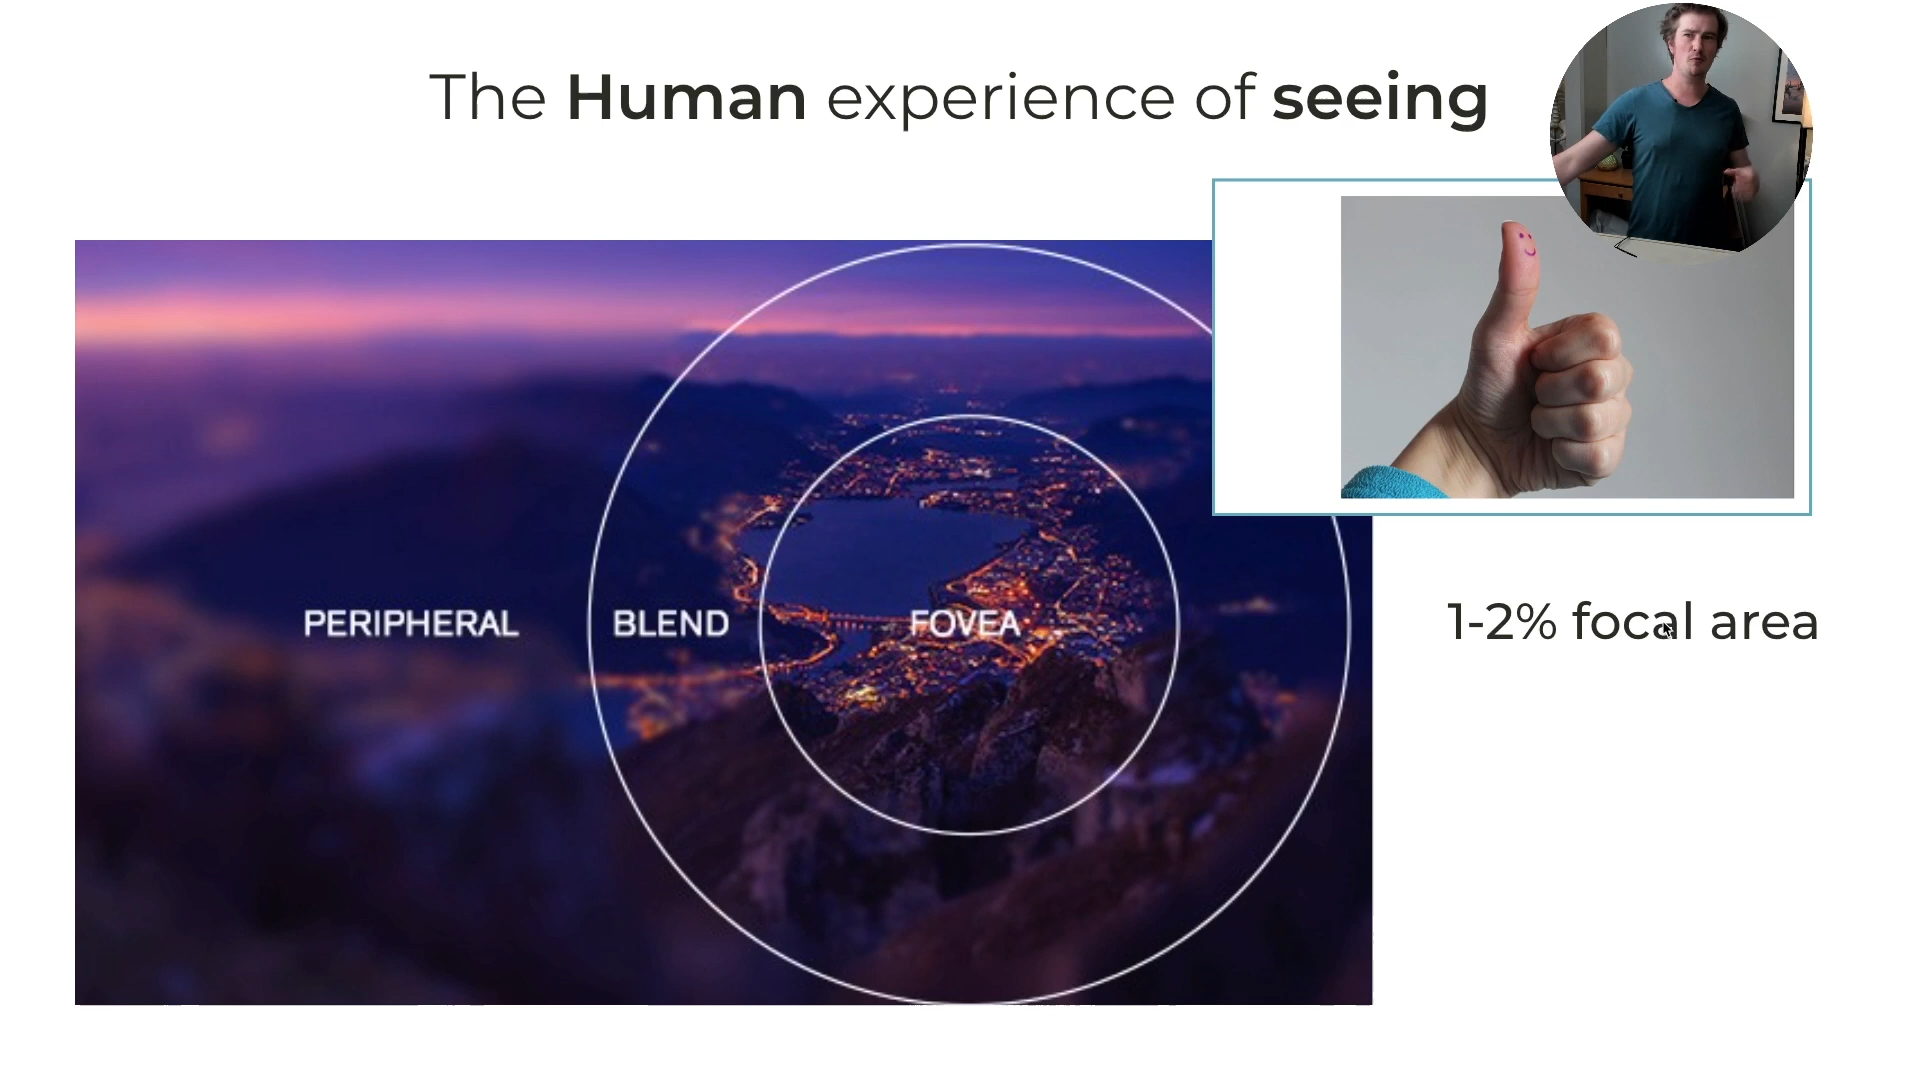 The Human experience of seeing
PERIPHERAL
BLEND
FOVEA
1-2% focal area